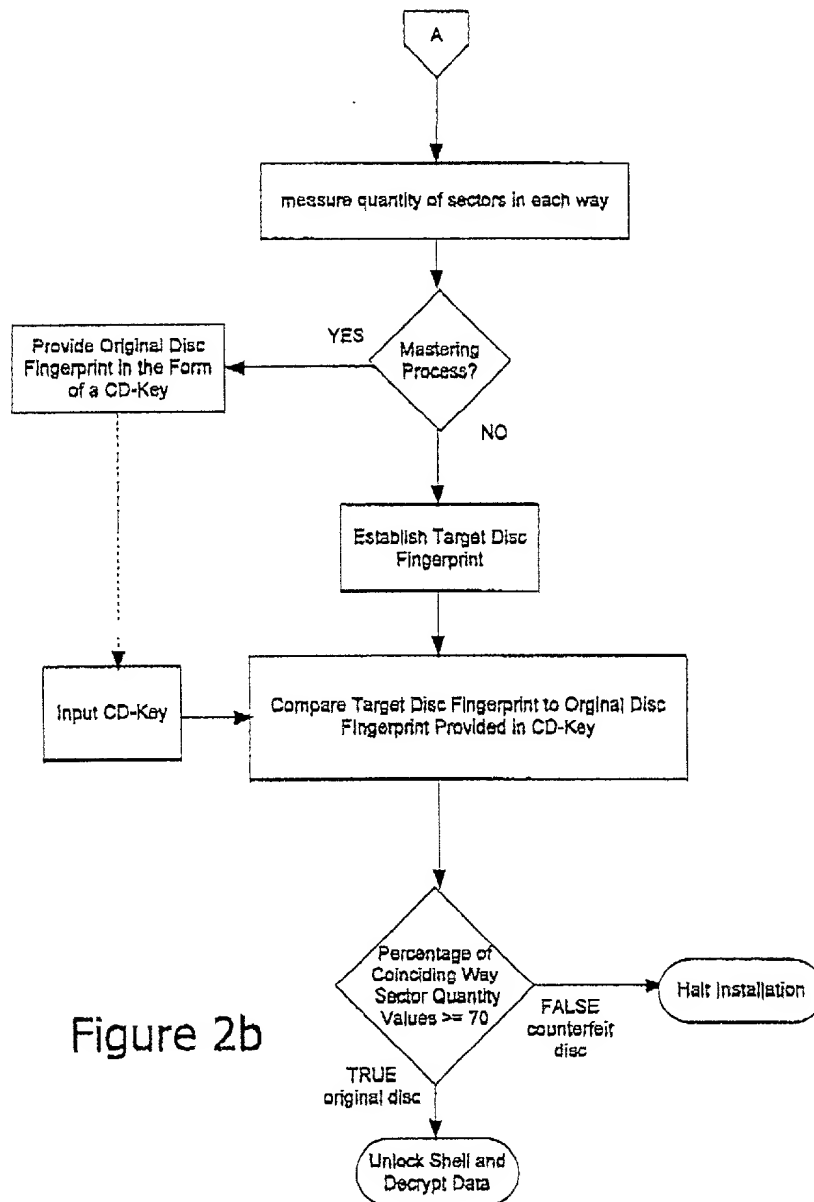 A
measure quantity of sectors in each way
YES
Mastering
Process?
Provide Original Disc
Fingerprint in the Form
of a CD-Key
NO
Establish Target Disc
Fingerprint
Input CD-Key
Compare Target Disc Fingerprint to Orginal Disc
Fingerprint Provided in CD-Key
Percentage of
Coinciding Way
Sector Quantity
Values >= 70
FALSE
counterfeit
disc
Halt Installation
TRUE
original disc
Unlock Shell and
Decrypt Data
Figure 2b